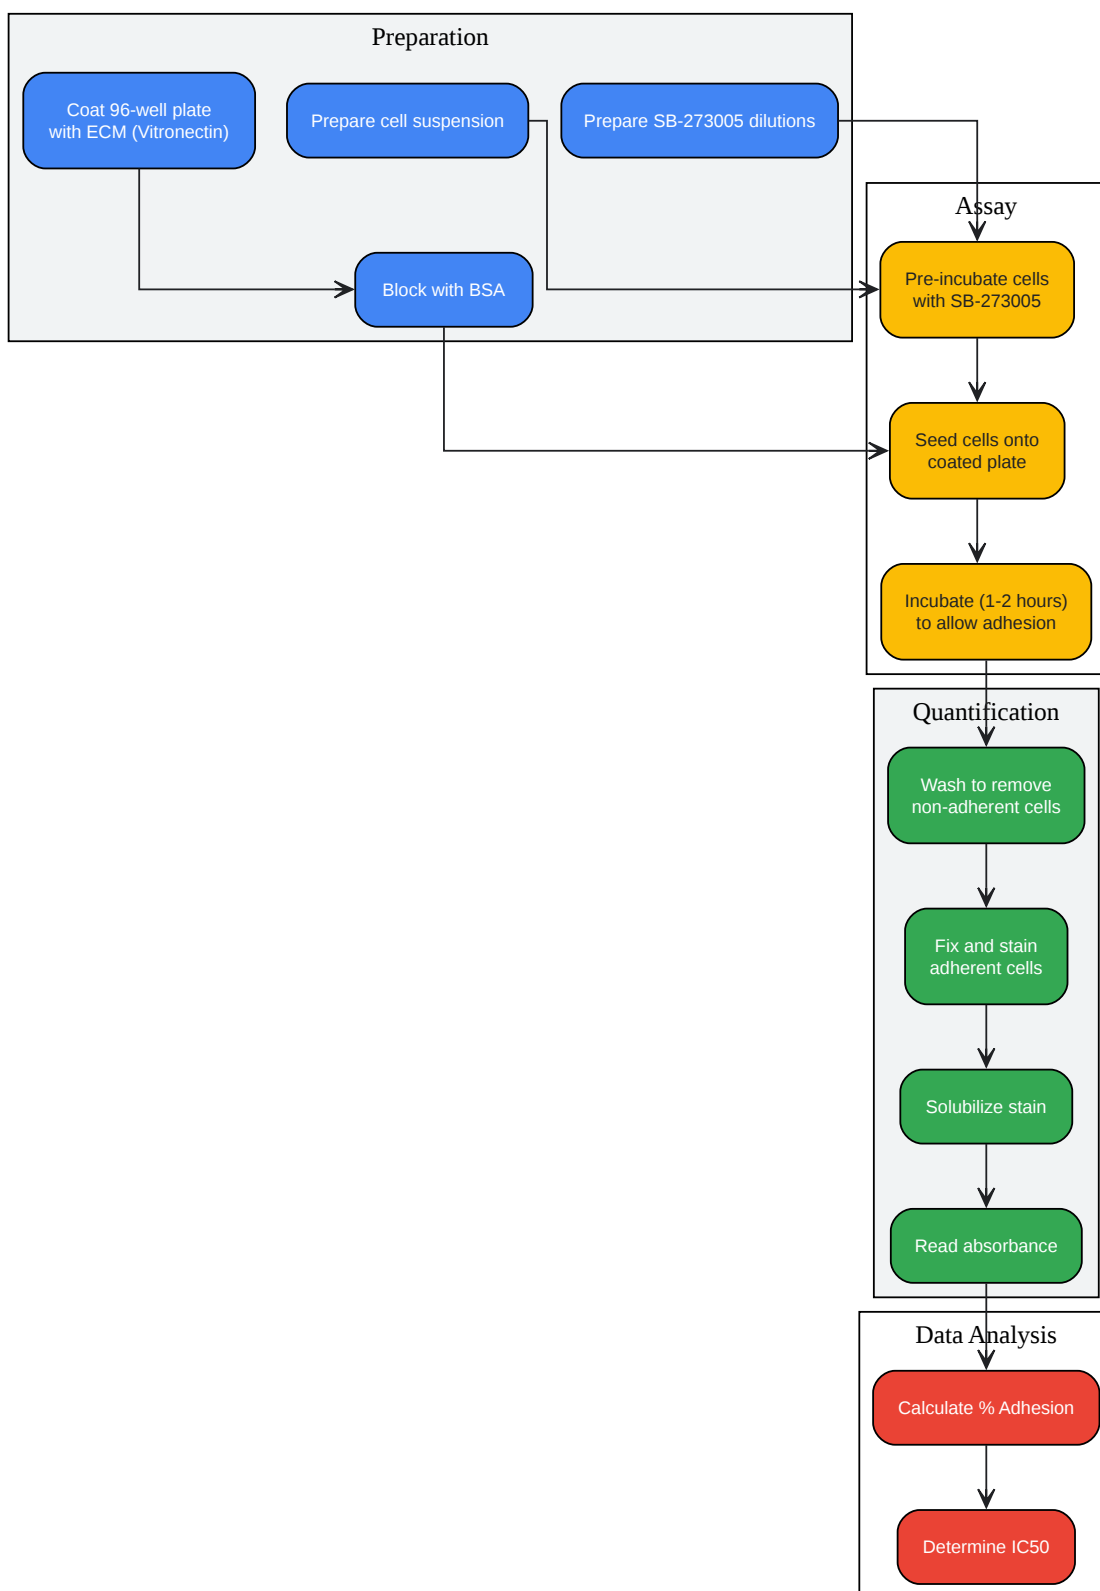 Preparation
Coat 96-well plate
with ECM (Vitronectin)
Prepare cell suspension
Prepare SB-273005 dilutions
Block with BSA
Assay
Pre-incubate cells
with SB-273005
Seed cells onto
coated plate
Incubate (1-2 hours)
to allow adhesion
Quantification
Wash to remove
non-adherent cells
Fix and stain
adherent cells
Solubilize stain
Read absorbance
Data Analysis
Calculate % Adhesion
Determine IC50